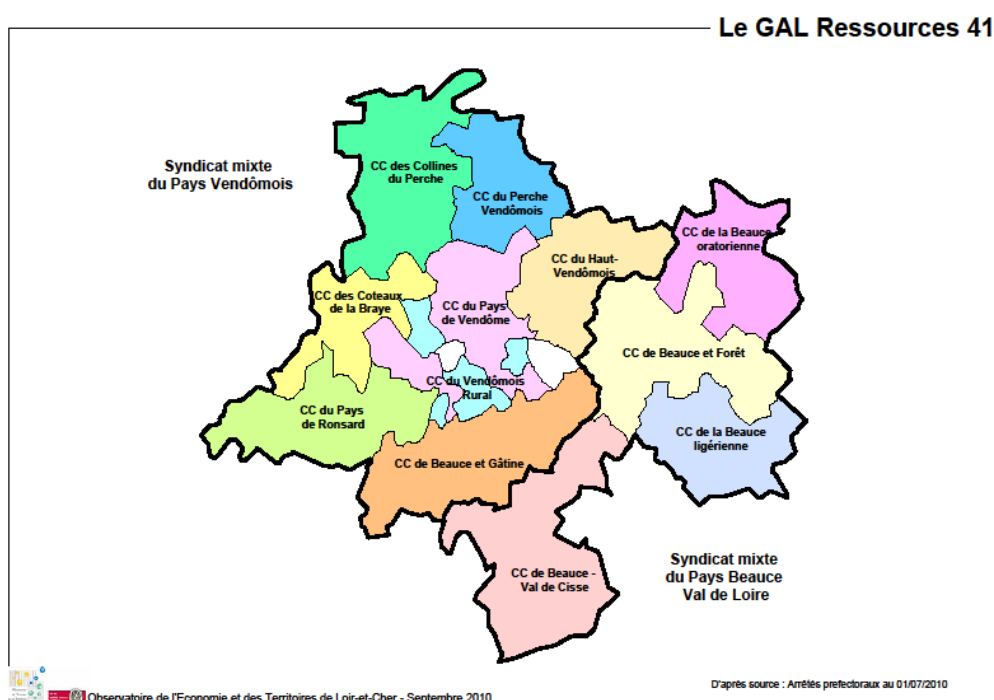 Le GAL Ressources 41
Syndicat mixte
du Pays Vendômois
CC des Collines
du Perche
CC du Perche
Vendômois
CC de la Beauce
oratorienne
CC du Haut-
Vendômois
CC des Coteaux
de la Braye
CC du Pays
de Vendôme
CC de Beauce et Forêt
CC du Vendômois
Rural
CC du Pays
de Ronsard
CC de la Beauce
ligérienne
CC de Beauce et Gâtine
CC de Beauce -
Val de Cisse
Syndicat mixte
du Pays Beauce
Val de Loire
D'après source : Arrêtés prefectoraux au 01/07/2010
Observatoire de l'Economie et des Territoires de Loir-et-Cher - Septembre 2010